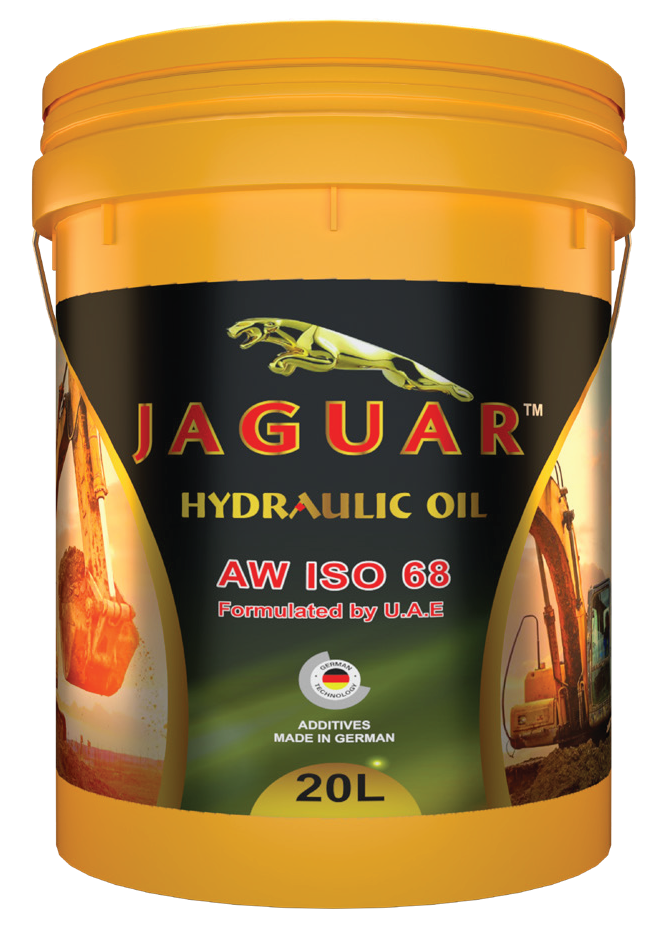 JAGUAR™
HYDRAULIC OIL
AW ISO 68
Formulated by U.A.E
GERMAN
TECHNOLOGY
ADDITIVES
MADE IN GERMAN
20L